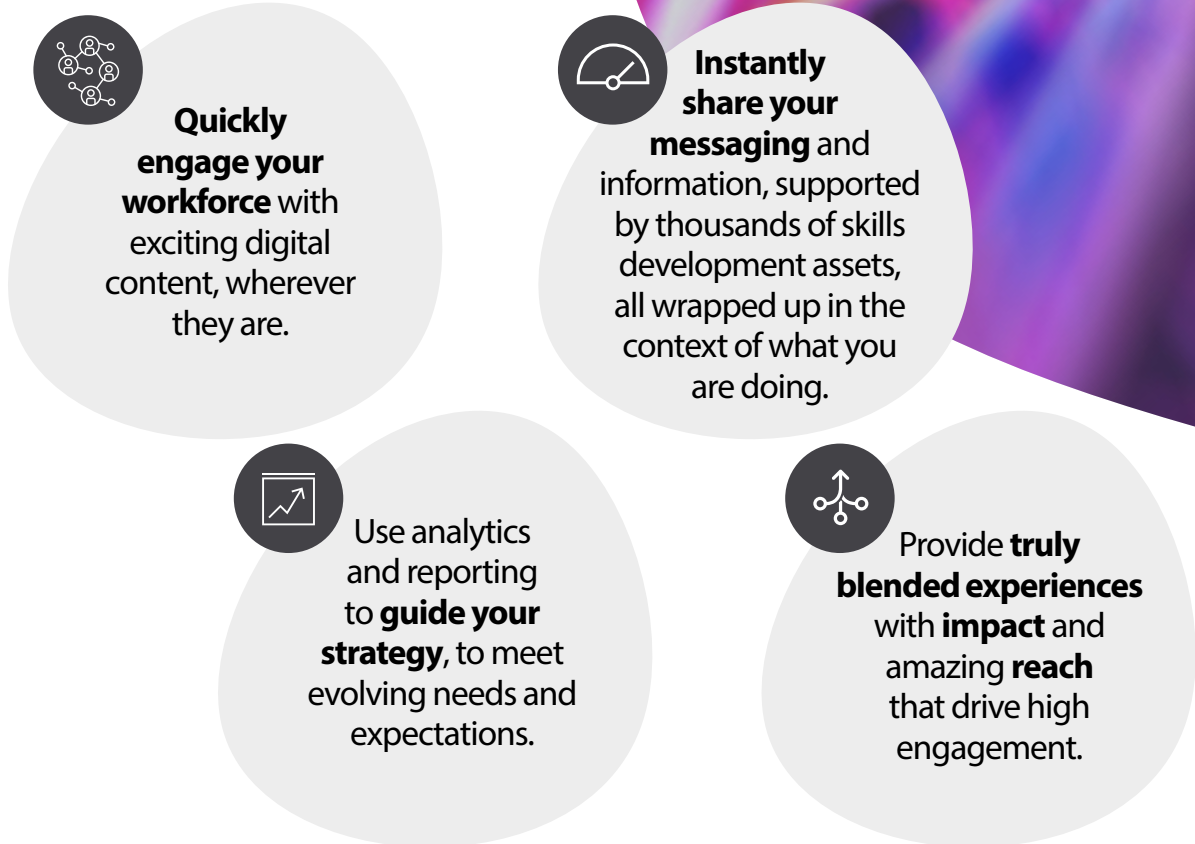 Quickly
engage your
workforce with
exciting digital
content, wherever
they are.
Instantly
share your
messaging and
information, supported
by thousands of skills
development assets,
all wrapped up in the
context of what you
are doing.
Use analytics
and reporting
to guide your
strategy, to meet
evolving needs and
expectations.
Provide truly
blended experiences
with impact and
amazing reach
that drive high
engagement.